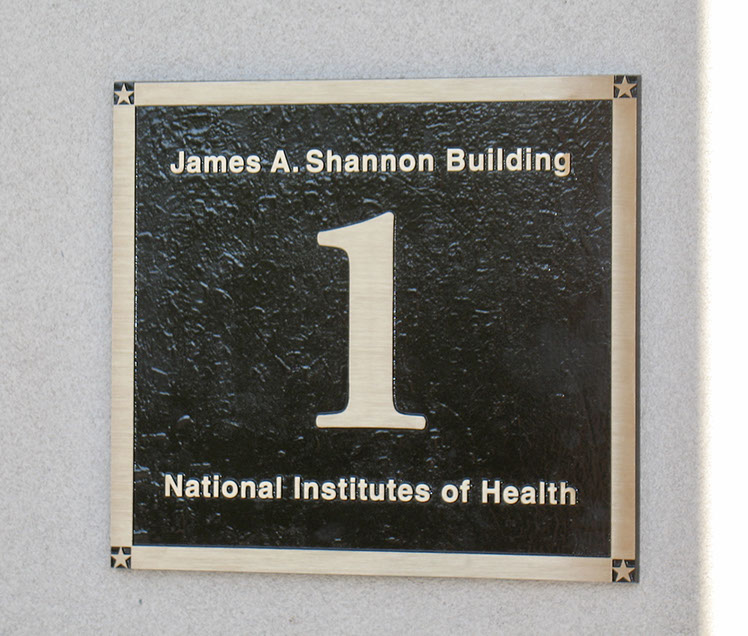 James A. Shannon Building
1
National Institutes of Health